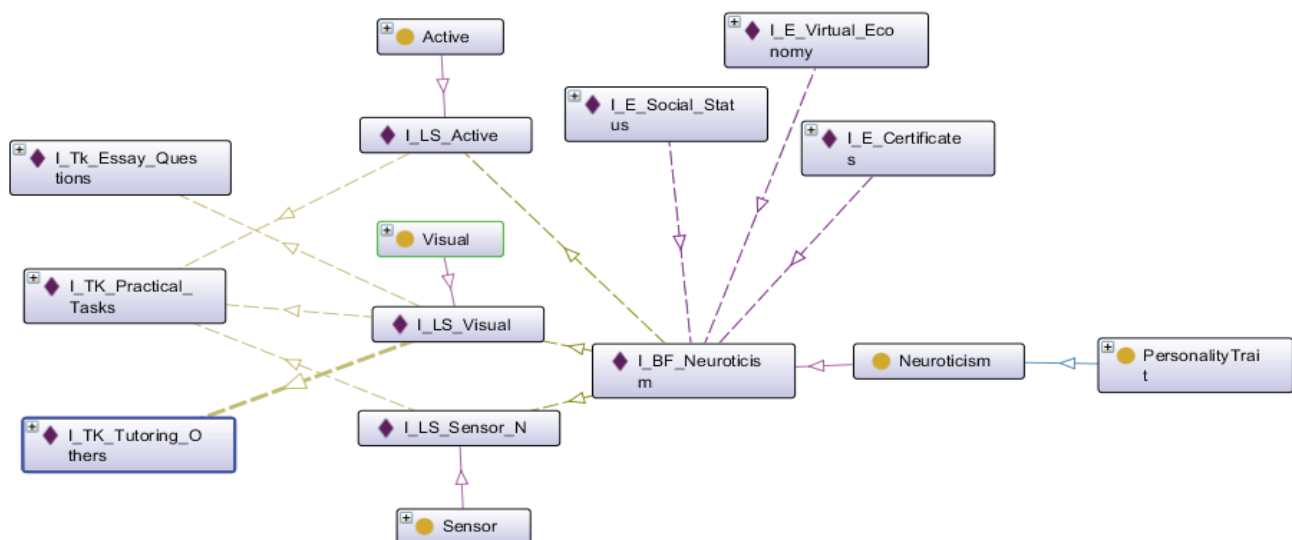 Active
I_E_Virtual_Eco
nomy
I_E_Social_Stat
us
I_LS_Active
I_E_Certificate
s
I_Tk_Essay_Ques
tions
Visual
I_TK_Practical_
Tasks
I_LS_Visual
I_BF_Neuroticis
m
Neuroticism
PersonalityTrai
t
I_TK_Tutoring_O
thers
I_LS_Sensor_N
Sensor